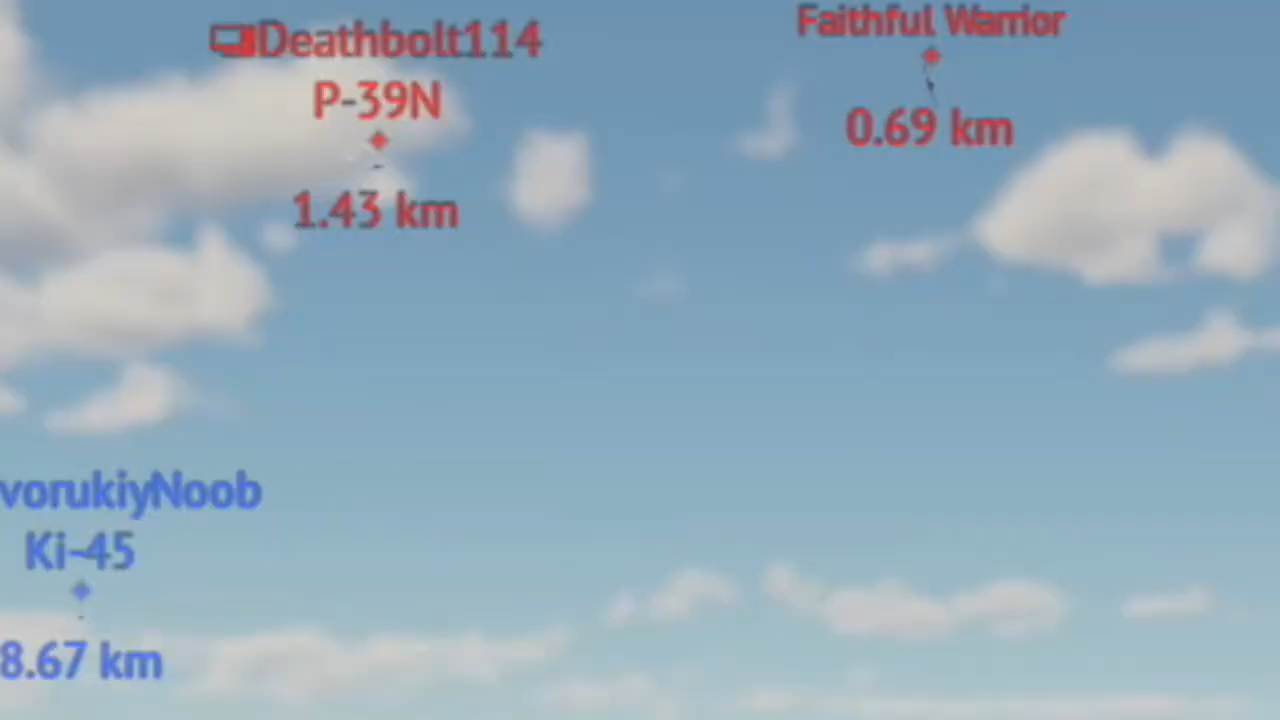 Deathbolt114
P-39N
1.43 km
Faithful Warrior
0.69 km
vorukiyNoob
Ki-45
8.67 km